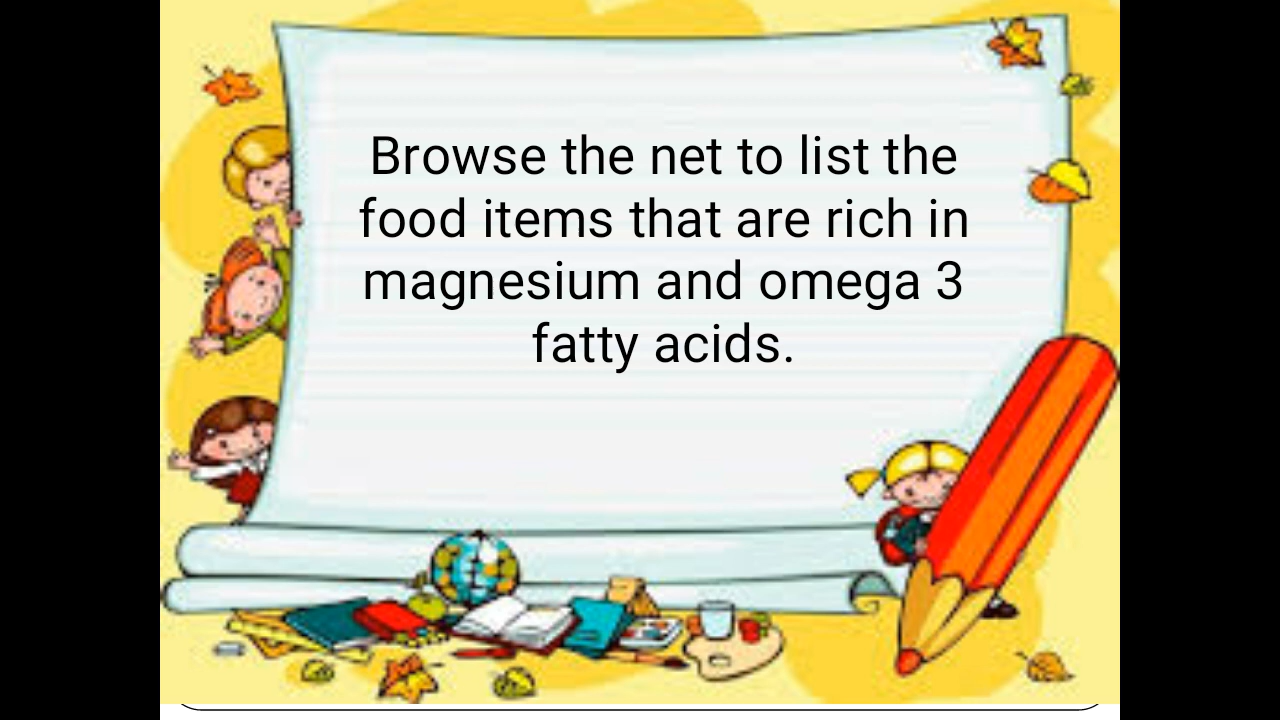 Browse the net to list the
food items that are rich in
magnesium and omega 3
fatty acids.